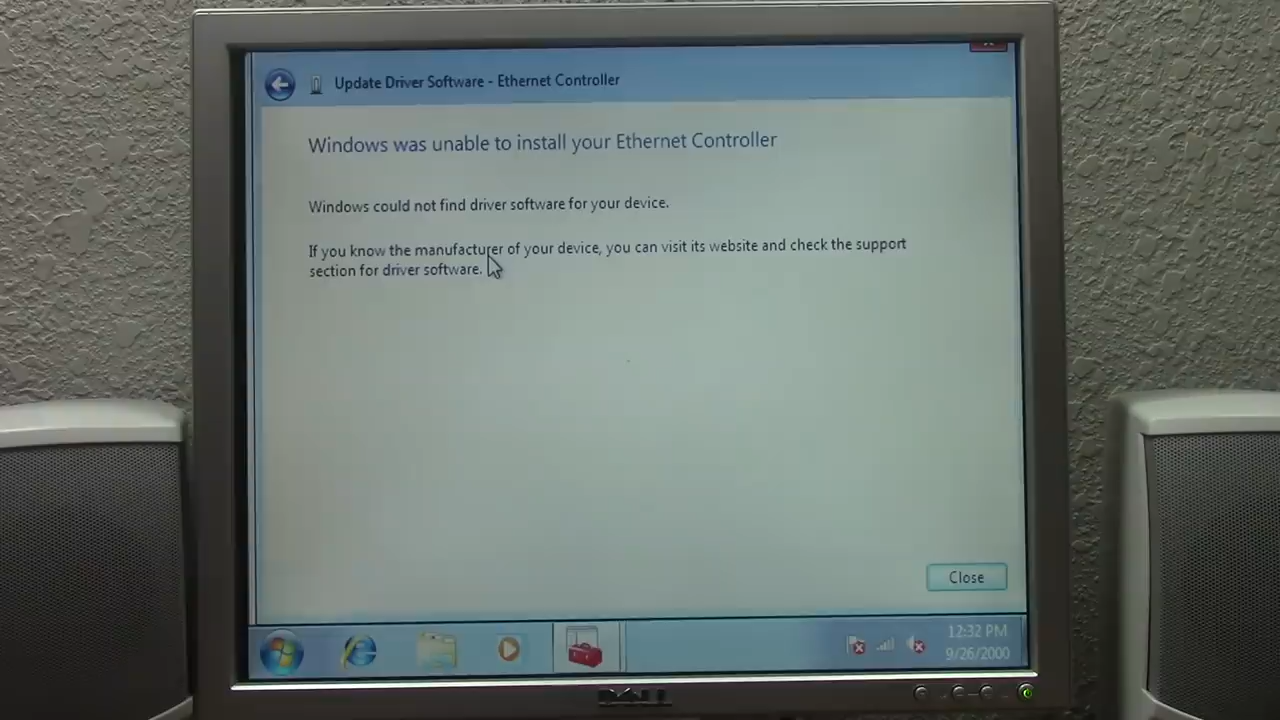 Update Driver Software - Ethernet Controller
Windows was unable to install your Ethernet Controller
Windows could not find driver software for your device.
If you know the manufacturer of your device, you can visit its website and check the support
section for driver software.
Close
12:32 PM
9/26/2000
DELL